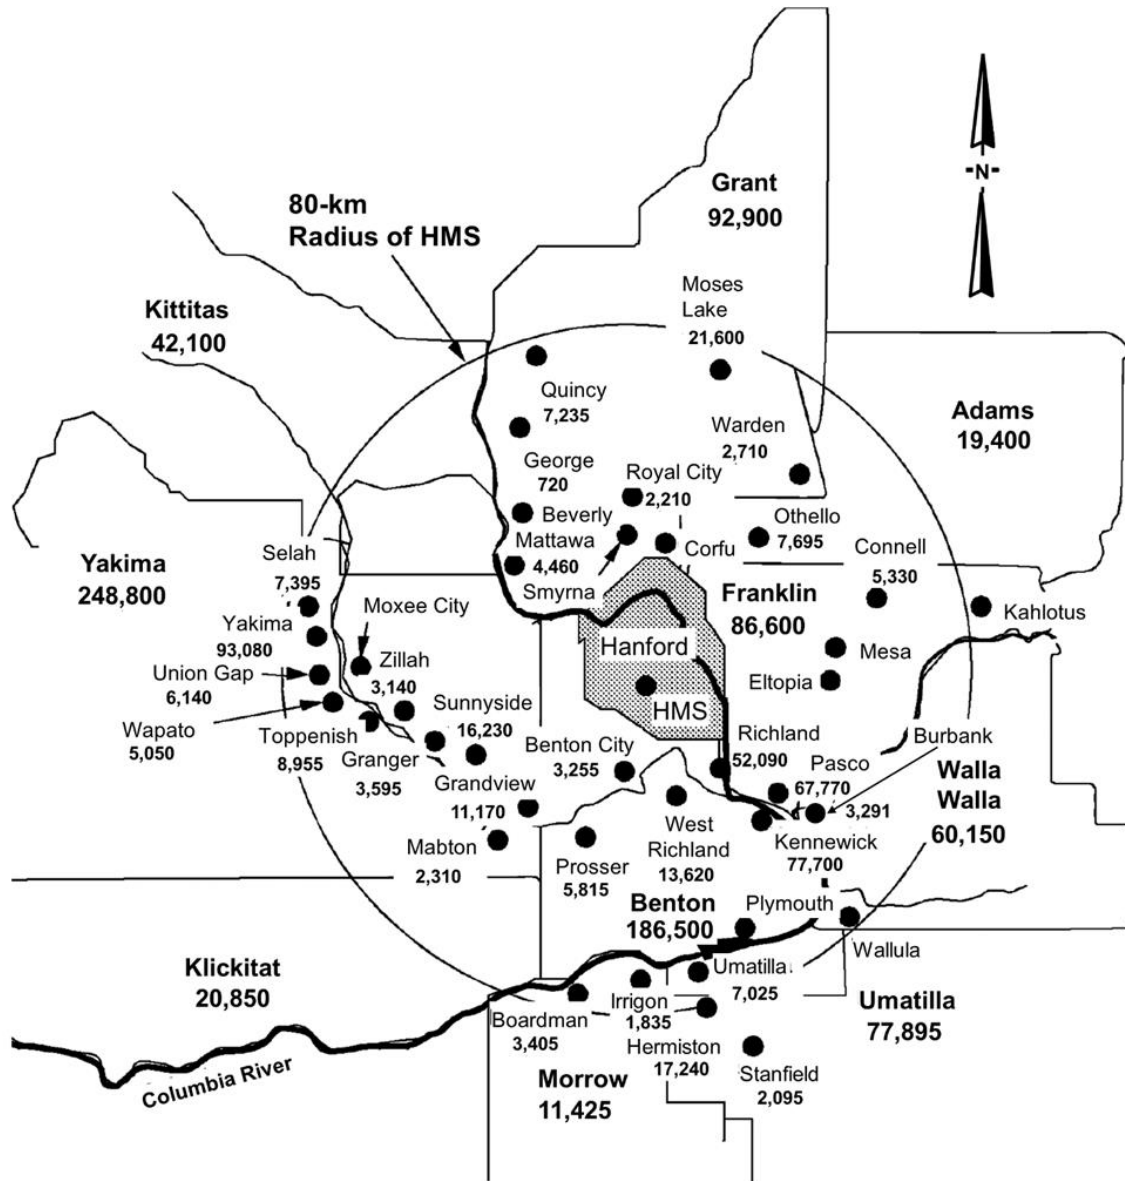 Grant
92,900
-N-
80-km
Radius of HMS
Kittitas
42,100
Moses
Lake
21,600
Quincy
7,235
Adams
19,400
Warden
2,710
George
720
Royal City
2,210
Beverly
Othello
7,695
Mattawa
4,460
Corfu
Connell
5,330
Selah
7,395
Yakima
248,800
Smyrna
Moxee City
Franklin
86,600
Kahlotus
Yakima
93,080
Hanford
Mesa
Zillah
3,140
Union Gap
6,140
Eltopia
Sunnyside
16,230
HMS
Wapato
5,050
Toppenish
8,955
Granger
3,595
Benton City
3,255
Richland
52,090
Burbank
Pasco
67,770
3,291
Walla
Walla
60,150
Grandview
11,170
West
Richland
13,620
Kennewick
77,700
Mabton
2,310
Prosser
5,815
Benton
186,500
Plymouth
Wallula
Klickitat
20,850
Umatilla
7,025
Umatilla
77,895
Irrigon
1,835
Boardman
3,405
Hermiston
17,240
Stanfield
2,095
Morrow
11,425
Columbia River